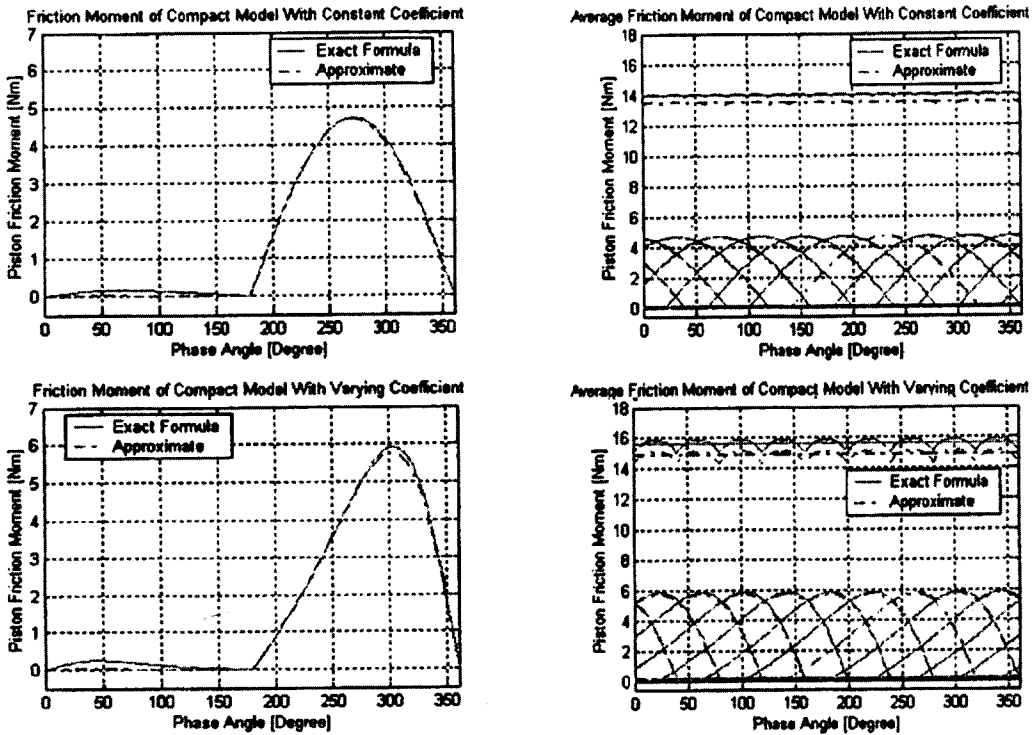 Friction Moment of Compact Model With Constant Coefficient
7
6
5
4
3
2
1
0
Piston Friction Moment [Nm]
Exact Formula
Approximate
0 50 100 150 200 250 300 350
Phase Angle [Degree]
Average Friction Moment of Compact Model With Constant Coefficient
18
16
14
12
10
8
6
4
2
0
Piston Friction Moment [Nm]
Exact Formula
Approximate
0 50 100 150 200 250 300 350
Phase Angle [Degree]
Friction Moment of Compact Model With Varying Coefficient
7
6
5
4
3
2
1
0
Piston Friction Moment [Nm]
Exact Formula
Approximate
0 50 100 150 200 250 300 350
Phase Angle [Degree]
Average Friction Moment of Compact Model With Varying Coefficient
18
16
14
12
10
8
6
4
2
0
Piston Friction Moment [Nm]
Exact Formula
Approximate
0 50 100 150 200 250 300 350
Phase Angle [Degree]